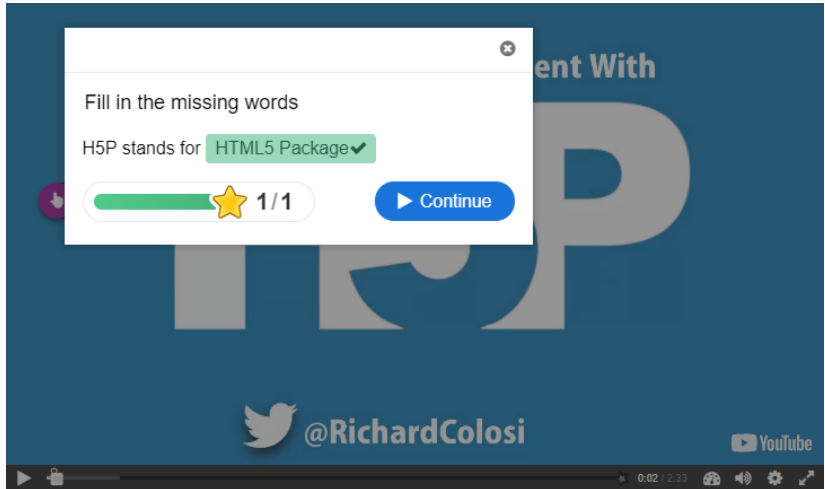 ent With
Fill in the missing words
H5P stands for HTML5 Package
1/1
Continue
H5P
@RichardColosi
YouTube
0:02 / 2:33